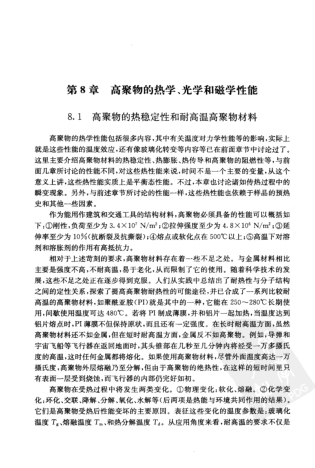 第8章 高聚物的热学、光学和磁学性能
8.1 高聚物的热稳定性和耐高温高聚物材料
高聚物的热学性能包括很多内容,其中有关温度对力学性能等的影响,实际上
就是这些性能的温度效应,还有像玻璃化转变等内容等已在前面章节中讨论过了。
这里主要介绍高聚物材料的热稳定、热膨胀、热传导和高聚物的阻燃性等,与前
面几章所讨论的性能不同,对这些热性能来说,时间不是一个主要的变量,从这个
意义上讲,这些热性能实质上是平衡态性能。不过,本章也讨论诸如传热过程中的
瞬变现象。另外,与前述章节所讨论的性能一样,这些热性能也依赖于样品的预热
史和其他一些因素。
作为能用作建筑和交通工具的结构材料,高聚物必须具备的性能可以概括如
下:①刚性,负荷至少为3.4×10⁷N/m²;②拉伸强度至少为4.8×10⁸N/m²;③延
伸率至少为10%(抗断裂及抗撕裂);④熔点或软化点在500℃以上;⑤高温下对溶
剂和溶胀剂的作用有高抵抗力。
相对于上述苛刻的要求,高聚物材料存在着一些不足之处。与金属材料相比
主要是强度不高,不耐高温,易于老化,从而限制了它的使用。随着科学技术的发
展,这些不足之处正在逐步得到克服。人们从实践中总结出了耐热性与分子结构
之间的定性关系,探索了提高高聚物耐热性的可能途径,并已合成了一系列比较耐
高温的高聚物材料,如聚酰亚胺(PI)就是其中的一种,它能在250~280℃长期使
用,间歇使用温度可达480℃。若将PI制成薄膜,并和铝片一起加热,当温度达到
铝片熔点时,PI薄膜不但保持原状,而且还有一定强度。在长时耐高温方面,虽然
高聚物材料还不如金属,但在短时耐高温方面,金属反不如高聚物。例如,导弹和
宇宙飞船等飞行器在返回地面时,其头锥部在几秒至几分钟内将经受一万多摄氏
度的高温,这时任何金属都将熔化。如果使用高聚物材料,尽管外面温度高达一万
摄氏度,高聚物外层熔融乃至分解,但由于高聚物的绝热性,在这样的短时间里只
有表面一层受到烧蚀,而飞行器的内部仍完好如初。
高聚物在受热过程中将发生两类变化。①物理变化:软化、熔融。②化学变
化:环化、交联、降解、分解、氧化、水解等(后两项是热能与环境共同作用的结果)。
它们是高聚物受热后性能变坏的主要原因。表征这些变化的温度参数是:玻璃化
温度Tg、熔融温度Tm和热分解温度Td。从应用角度来看,耐高温的要求不仅是